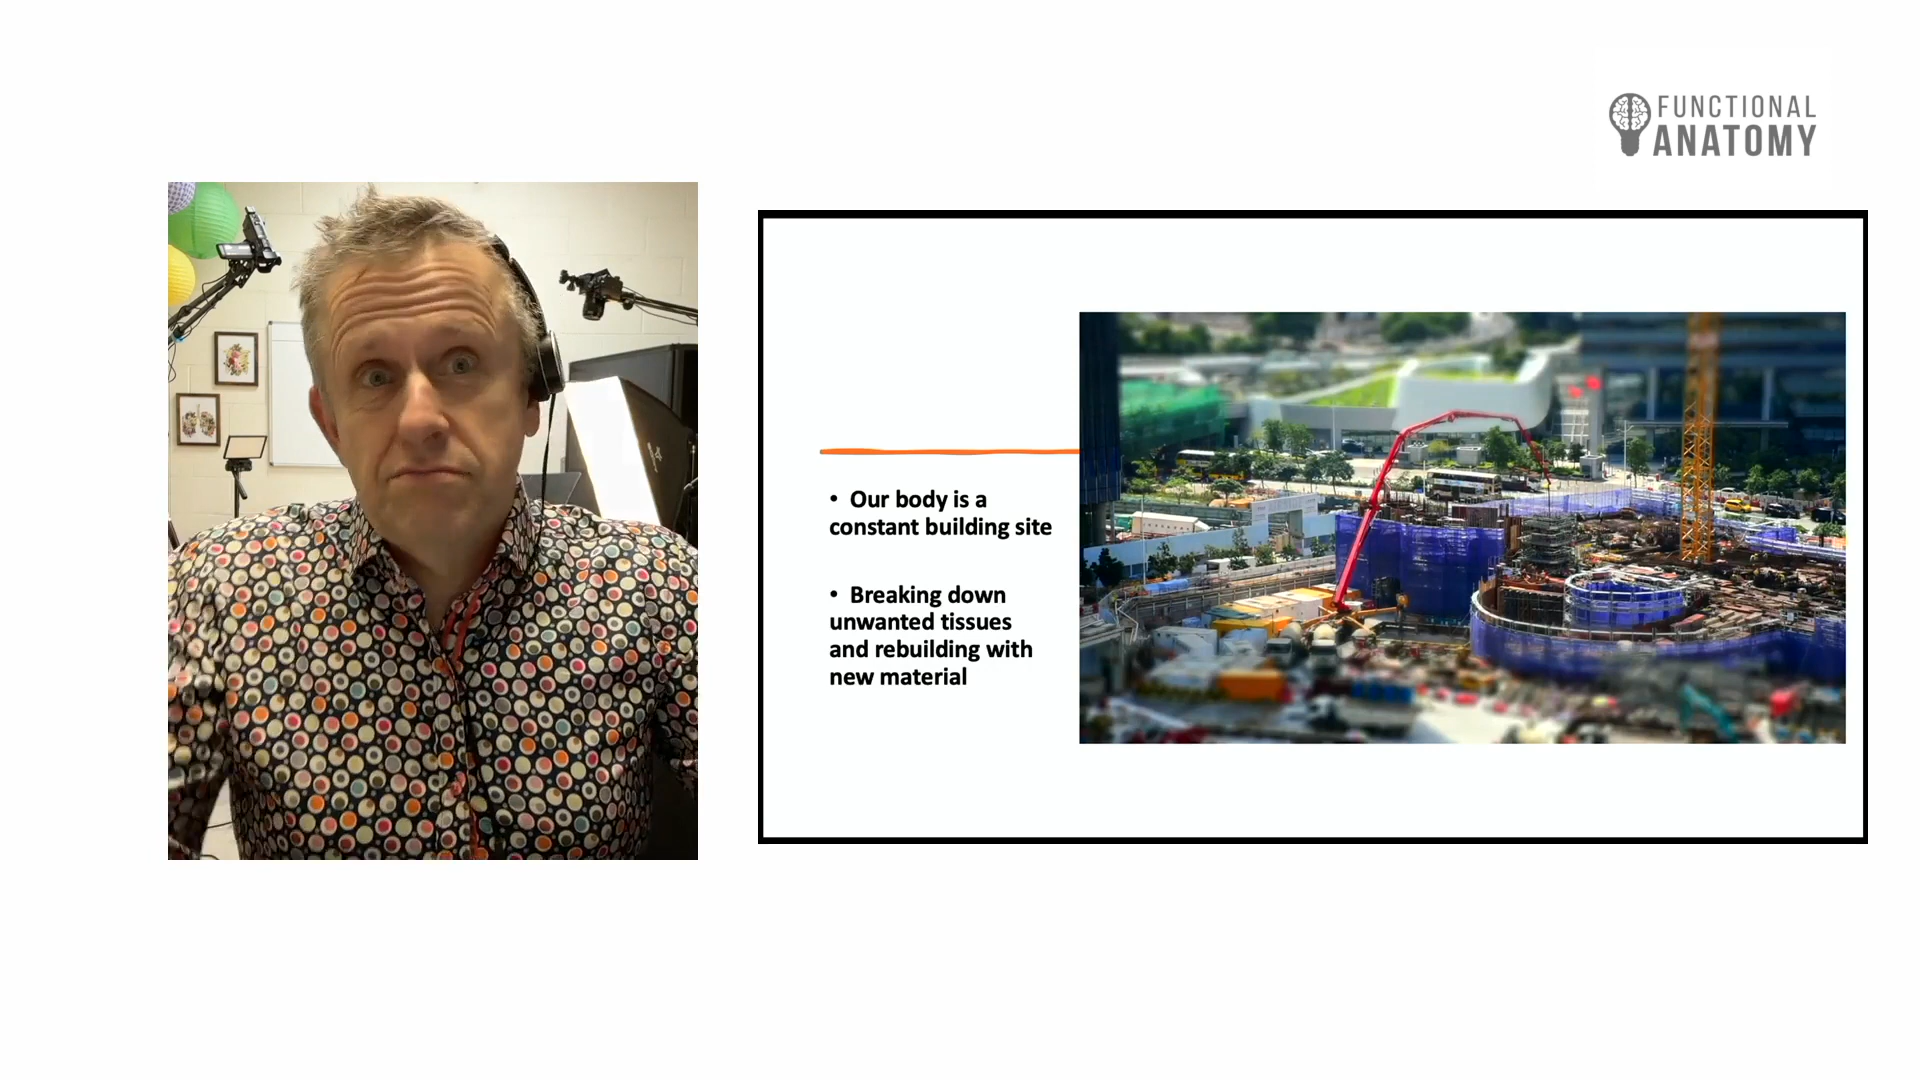 FUNCTIONAL
ANATOMY
• Our body is a
constant building site
• Breaking down
unwanted tissues
and rebuilding with
new material